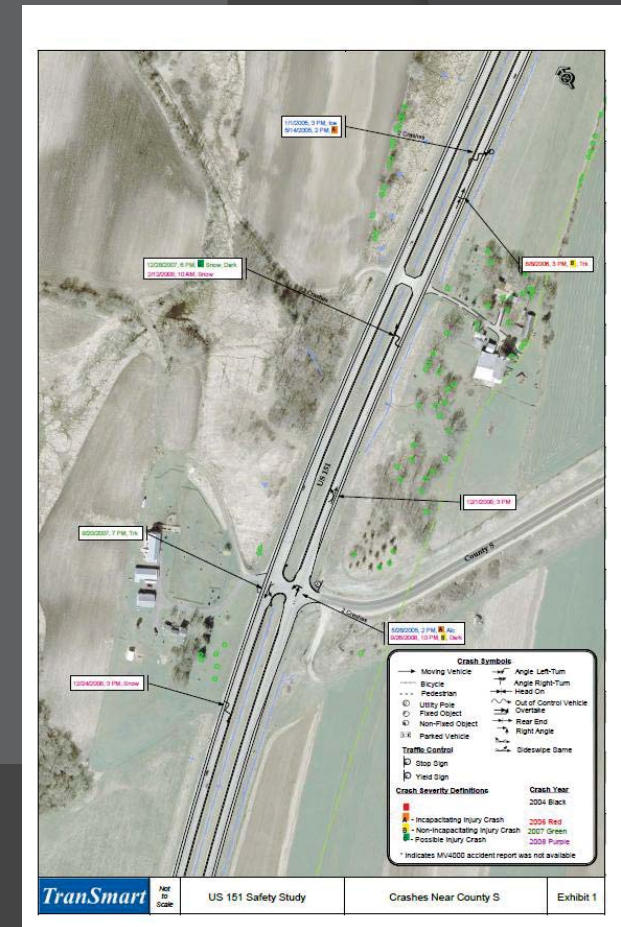 1/1/2005, 3 PM, Ice
5/14/2005, 2 PM, A
2 Crashes
6/8/2006, 3 PM, B, Trk
12/28/2007, 6 PM, C Snow, Dark
2/12/2008, 10 AM, Snow
2 Crashes
US 151
12/1/2008, 3 PM
County S
8/20/2007, 7 PM, Trk
2 Crashes
5/28/2005, 2 PM, A, Alc
9/26/2008, 10 PM, B, Dark
12/24/2008, 3 PM, Snow
Crash Symbols
Moving Vehicle
Bicycle
Pedestrian
Utility Pole
Fixed Object
Non-Fixed Object
Parked Vehicle
Angle Left-Turn
Angle Right-Turn
Head On
Out of Control Vehicle
Overtake
Rear End
Right Angle
Sideswipe Same
Traffic Control
Stop Sign
Yield Sign
Crash Severity Definitions
A - Incapacitating Injury Crash
B - Non-Incapacitating Injury Crash
C - Possible Injury Crash
Crash Year
2004 Black
2006 Red
2007 Green
2008 Purple
* Indicates MV4000 accident report was not available
TranSmart
Not to Scale
US 151 Safety Study
Crashes Near County S
Exhibit 1